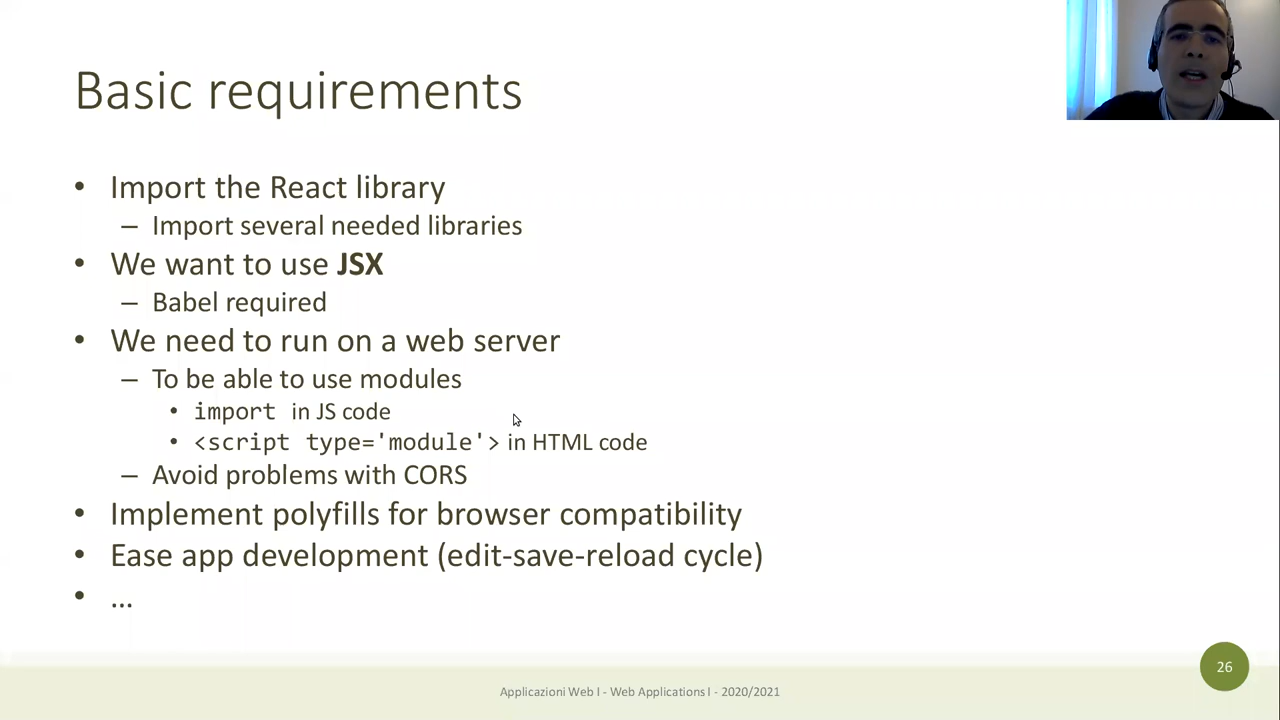 Basic requirements
• Import the React library
– Import several needed libraries
• We want to use JSX
– Babel required
• We need to run on a web server
– To be able to use modules
• import in JS code
• <script type='module'> in HTML code
– Avoid problems with CORS
• Implement polyfills for browser compatibility
• Ease app development (edit-save-reload cycle)
• …
26
Applicazioni Web I - Web Applications I - 2020/2021